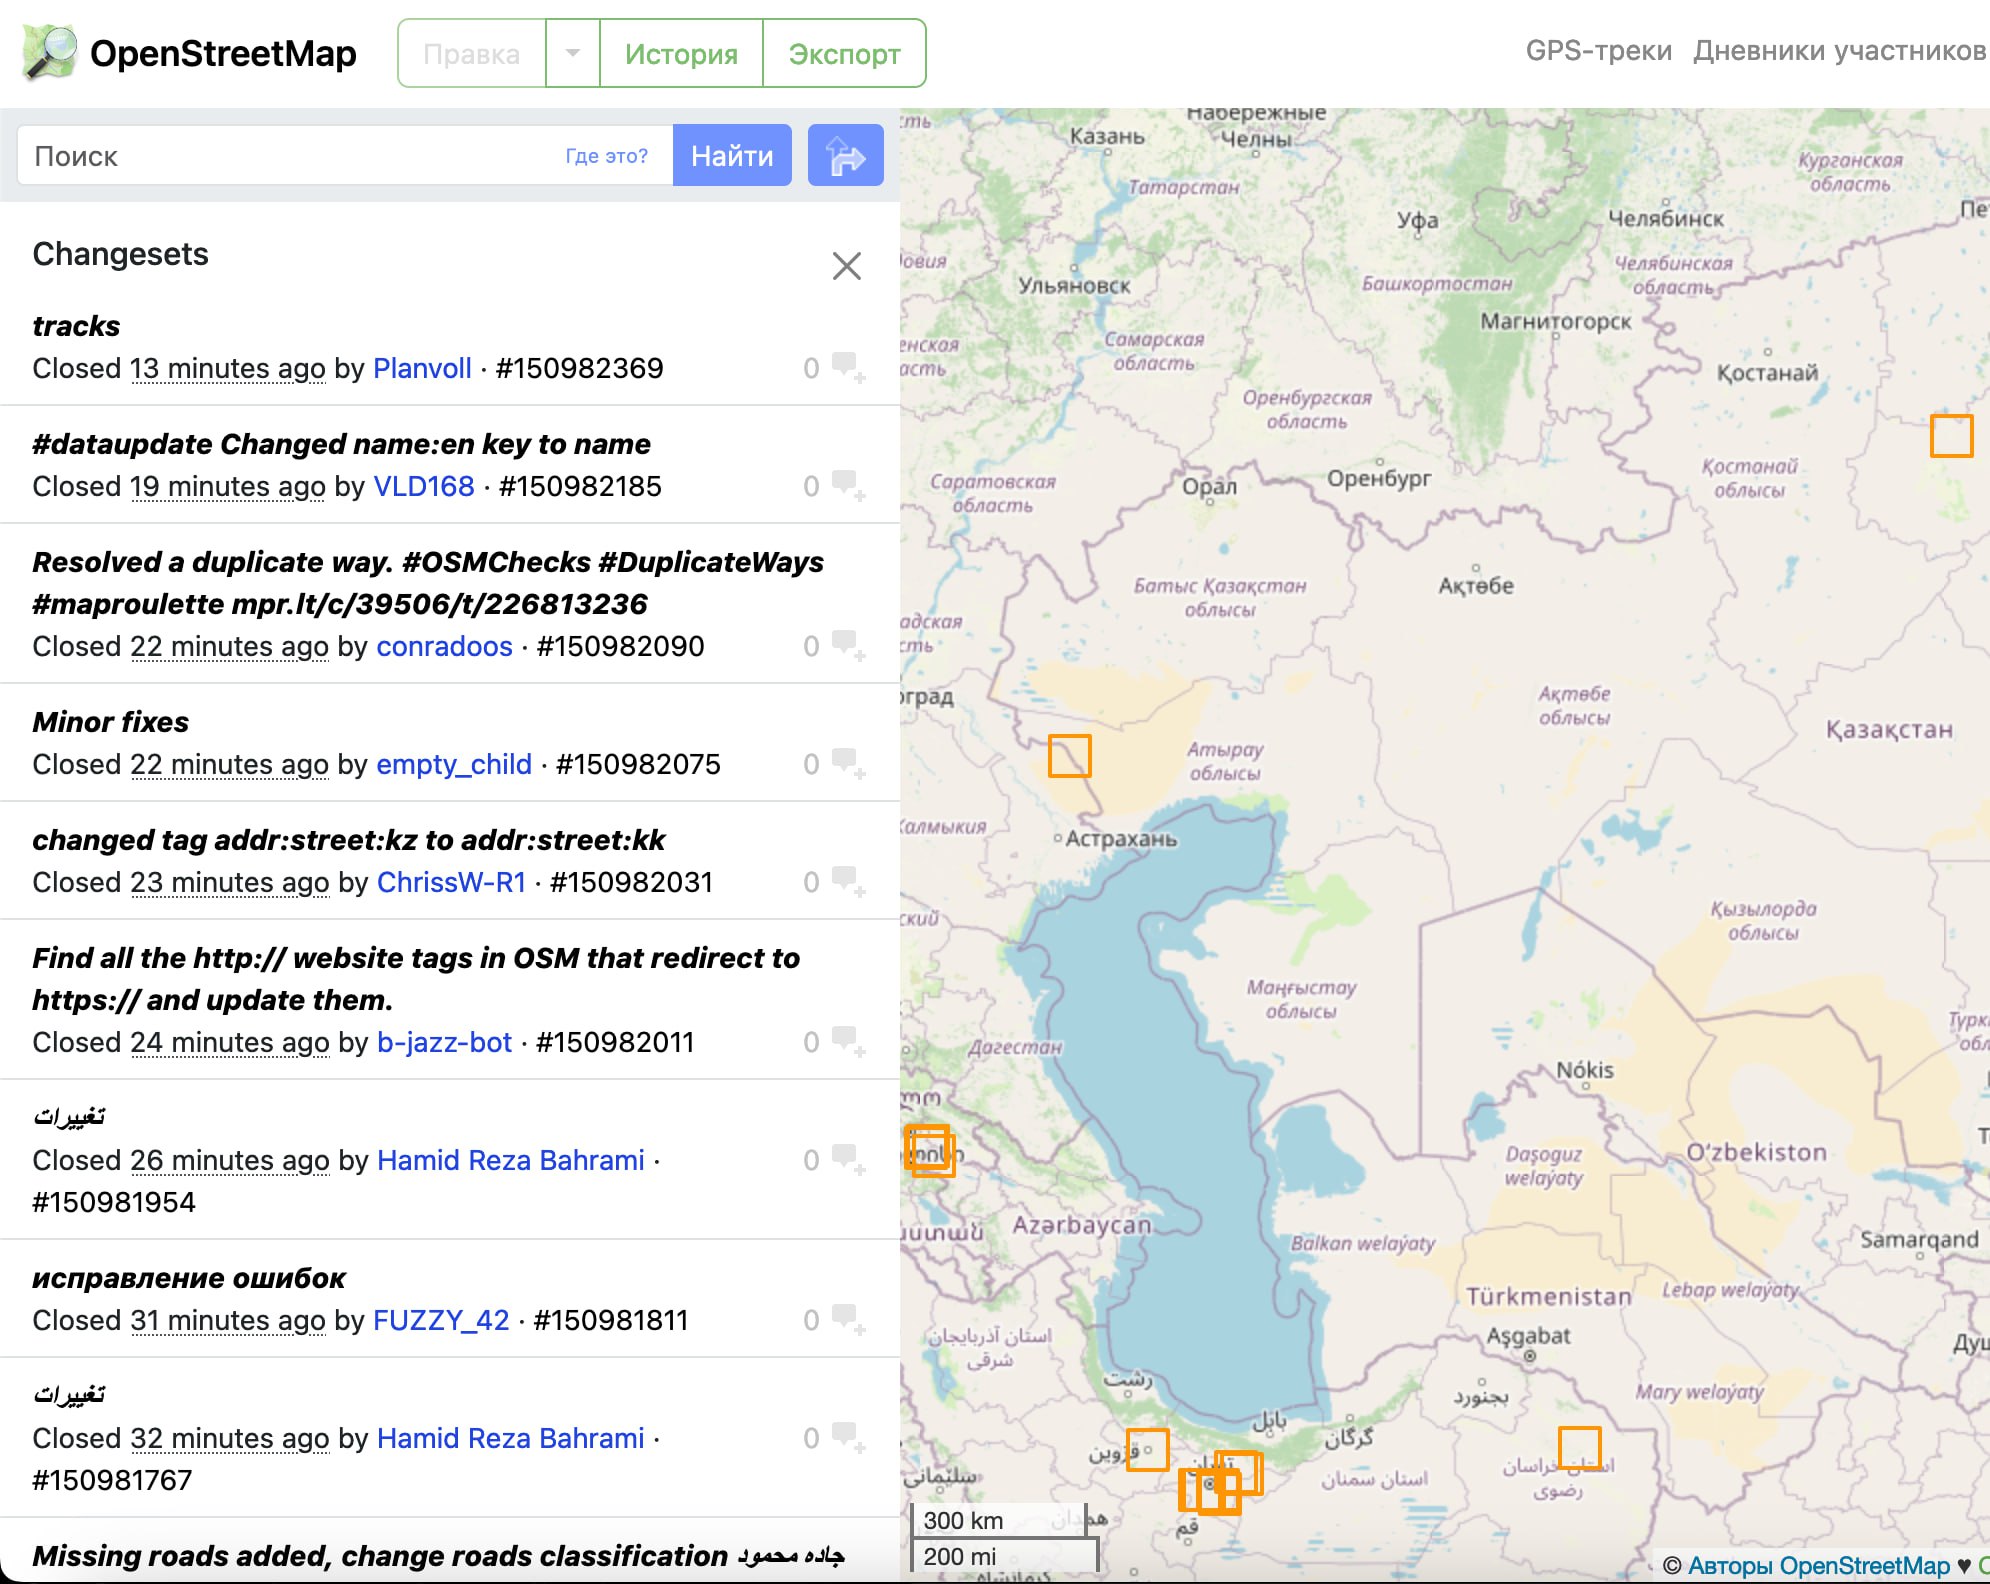 OpenStreetMap
Правка
История
Экспорт
GPS-треки
Дневники участников
Поиск
Где это?
Найти
Changesets
tracks
Closed 13 minutes ago by Planvoll · #150982369
0
#dataupdate Changed name:en key to name
Closed 19 minutes ago by VLD168 · #150982185
0
Resolved a duplicate way. #OSMChecks #DuplicateWays
#maproulette mpr.lt/c/39506/t/226813236
Closed 22 minutes ago by conradoos · #150982090
0
Minor fixes
Closed 22 minutes ago by empty_child · #150982075
0
changed tag addr:street:kz to addr:street:kk
Closed 23 minutes ago by ChrissW-R1 · #150982031
0
Find all the http:// website tags in OSM that redirect to
https:// and update them.
Closed 24 minutes ago by b-jazz-bot · #150982011
0
تغییرات
Closed 26 minutes ago by Hamid Reza Bahrami ·
#150981954
0
исправление ошибок
Closed 31 minutes ago by FUZZY_42 · #150981811
0
تغییرات
Closed 32 minutes ago by Hamid Reza Bahrami ·
#150981767
0
Missing roads added, change roads classification جاده محمود
Набережные
Челны
Казань
Татарстан
Курганская
область
Уфа
Челябинск
Челябинская
область
Ульяновск
Башкортостан
Магнитогорск
Самарская
область
Қостанай
Оренбургская
область
Саратовская
область
Орал
Оренбург
Қостанай
облысы
Батыс Қазақстан
облысы
Ақтөбе
Ақтөбе
облысы
Қазақстан
Атырау
облысы
Астрахань
Қызылорда
облысы
Маңғыстау
облысы
Дагестан
Nókis
Daşoguz
welaýaty
Oʻzbekiston
Azərbaycan
Balkan welaýaty
Samarqand
Türkmenistan
Lebap welaýaty
Aşgabat
استان آذربایجان
شرقی
رشت
بجنورد
Mary welaýaty
بابل
گرگان
قزوین
تهران
استان سمنان
استان خراسان
رضوی
قم
300 km
200 mi
© Авторы OpenStreetMap ♥